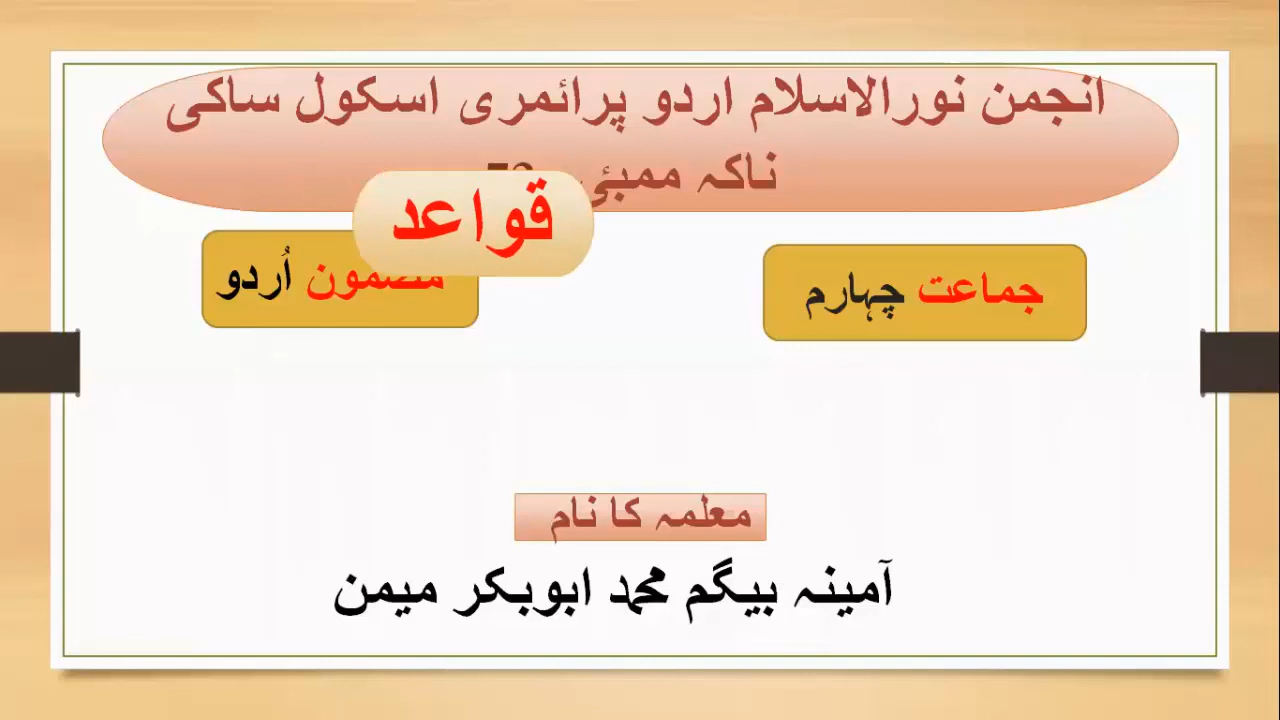 انجمن نورالاسلام اردو پرائمری اسکول ساکی
ناکہ ممبئی
قواعد
جماعت چہارم
مضمون اُردو
معلمہ کا نام
آمینہ بیگم محمد ابوبکر میمن